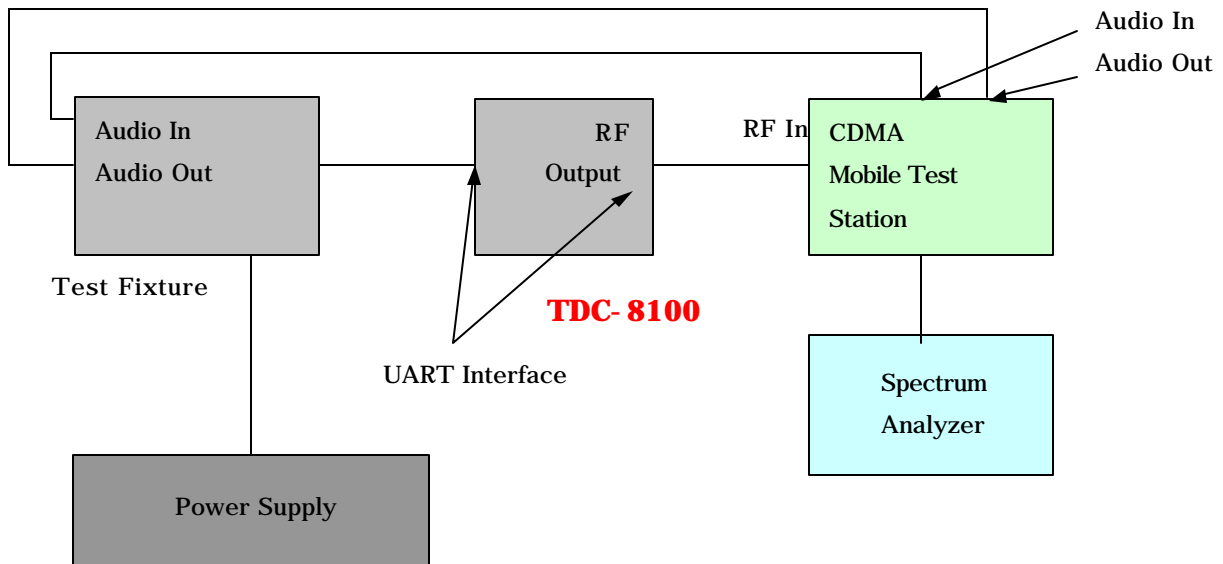 Audio In
Audio Out
Audio In
Audio Out
RF
Output
RF In
CDMA
Mobile Test
Station
Test Fixture
TDC- 8100
UART Interface
Spectrum
Analyzer
Power Supply